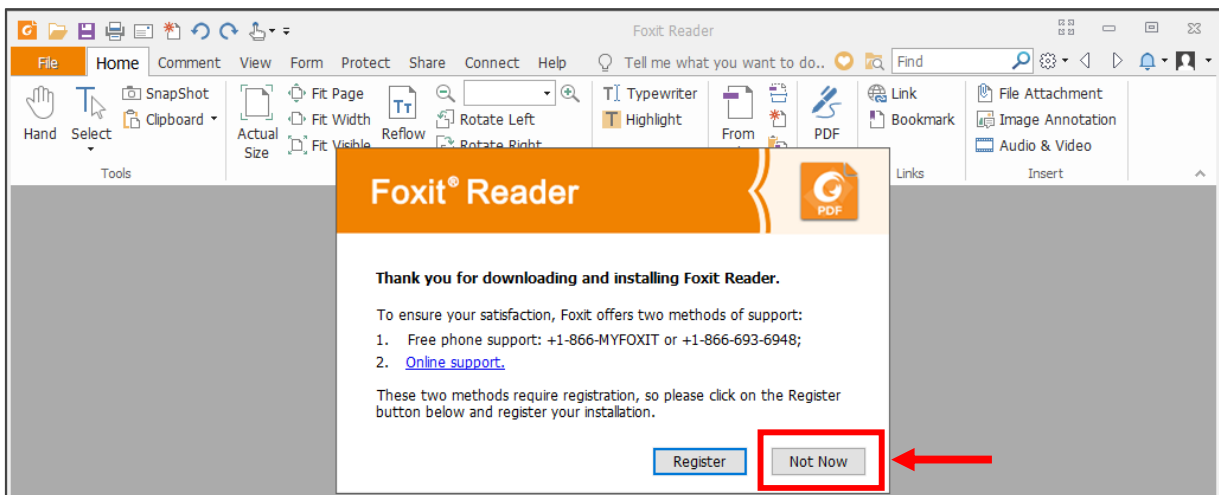 Foxit Reader
File Home Comment View Form Protect Share Connect Help Tell me what you want to do.. Find
SnapShot Fit Page Typewriter Link File Attachment
Clipboard Fit Width Rotate Left Highlight Bookmark Image Annotation
Hand Select Actual Size Fit Visible Reflow Rotate Right From PDF Audio & Video
Tools Links Insert
Foxit® Reader
PDF
Thank you for downloading and installing Foxit Reader.
To ensure your satisfaction, Foxit offers two methods of support:
1. Free phone support: +1-866-MYFOXIT or +1-866-693-6948;
2. Online support.
These two methods require registration, so please click on the Register
button below and register your installation.
Register Not Now